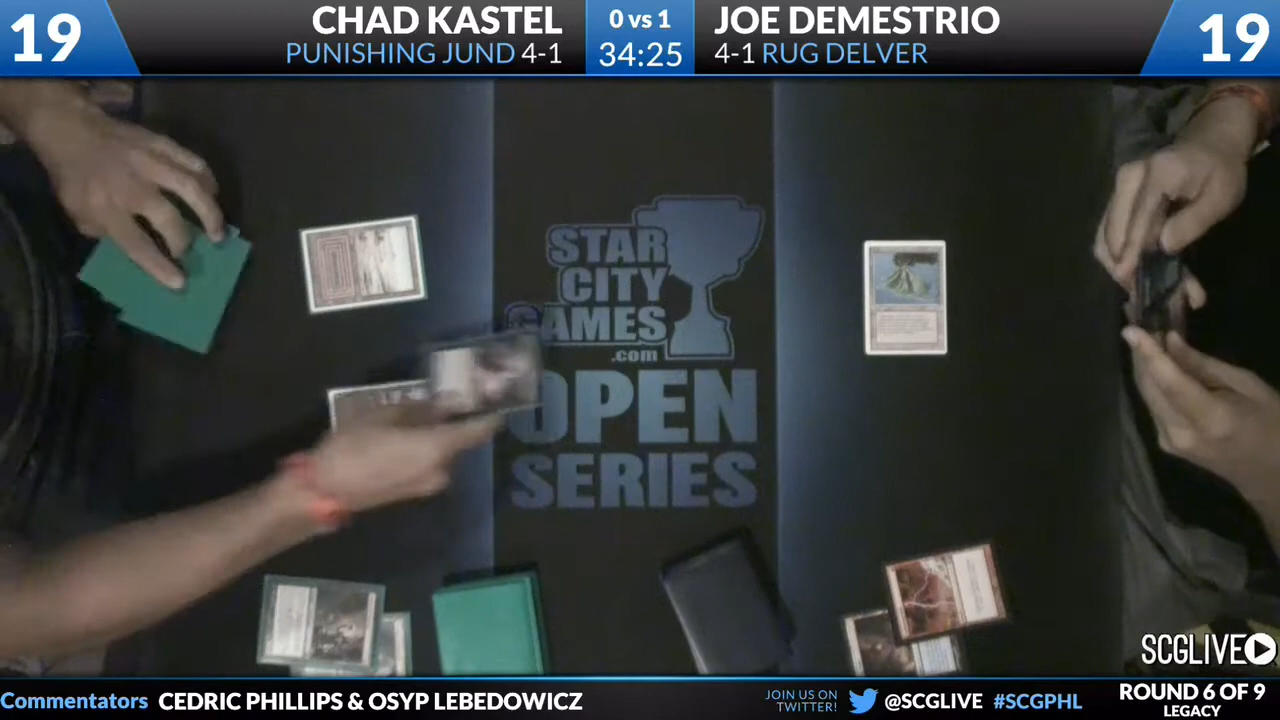 19
CHAD KASTEL
PUNISHING JUND 4-1
0 vs 1
34:25
JOE DEMESTRIO
4-1 RUG DELVER
19
STAR
CITY
GAMES
.com
OPEN
SERIES
SCGLIVE
Commentators CEDRIC PHILLIPS & OSYP LEBEDOWICZ
JOIN US ON
TWITTER!
@SCGLIVE #SCGPHL
ROUND 6 OF 9
LEGACY